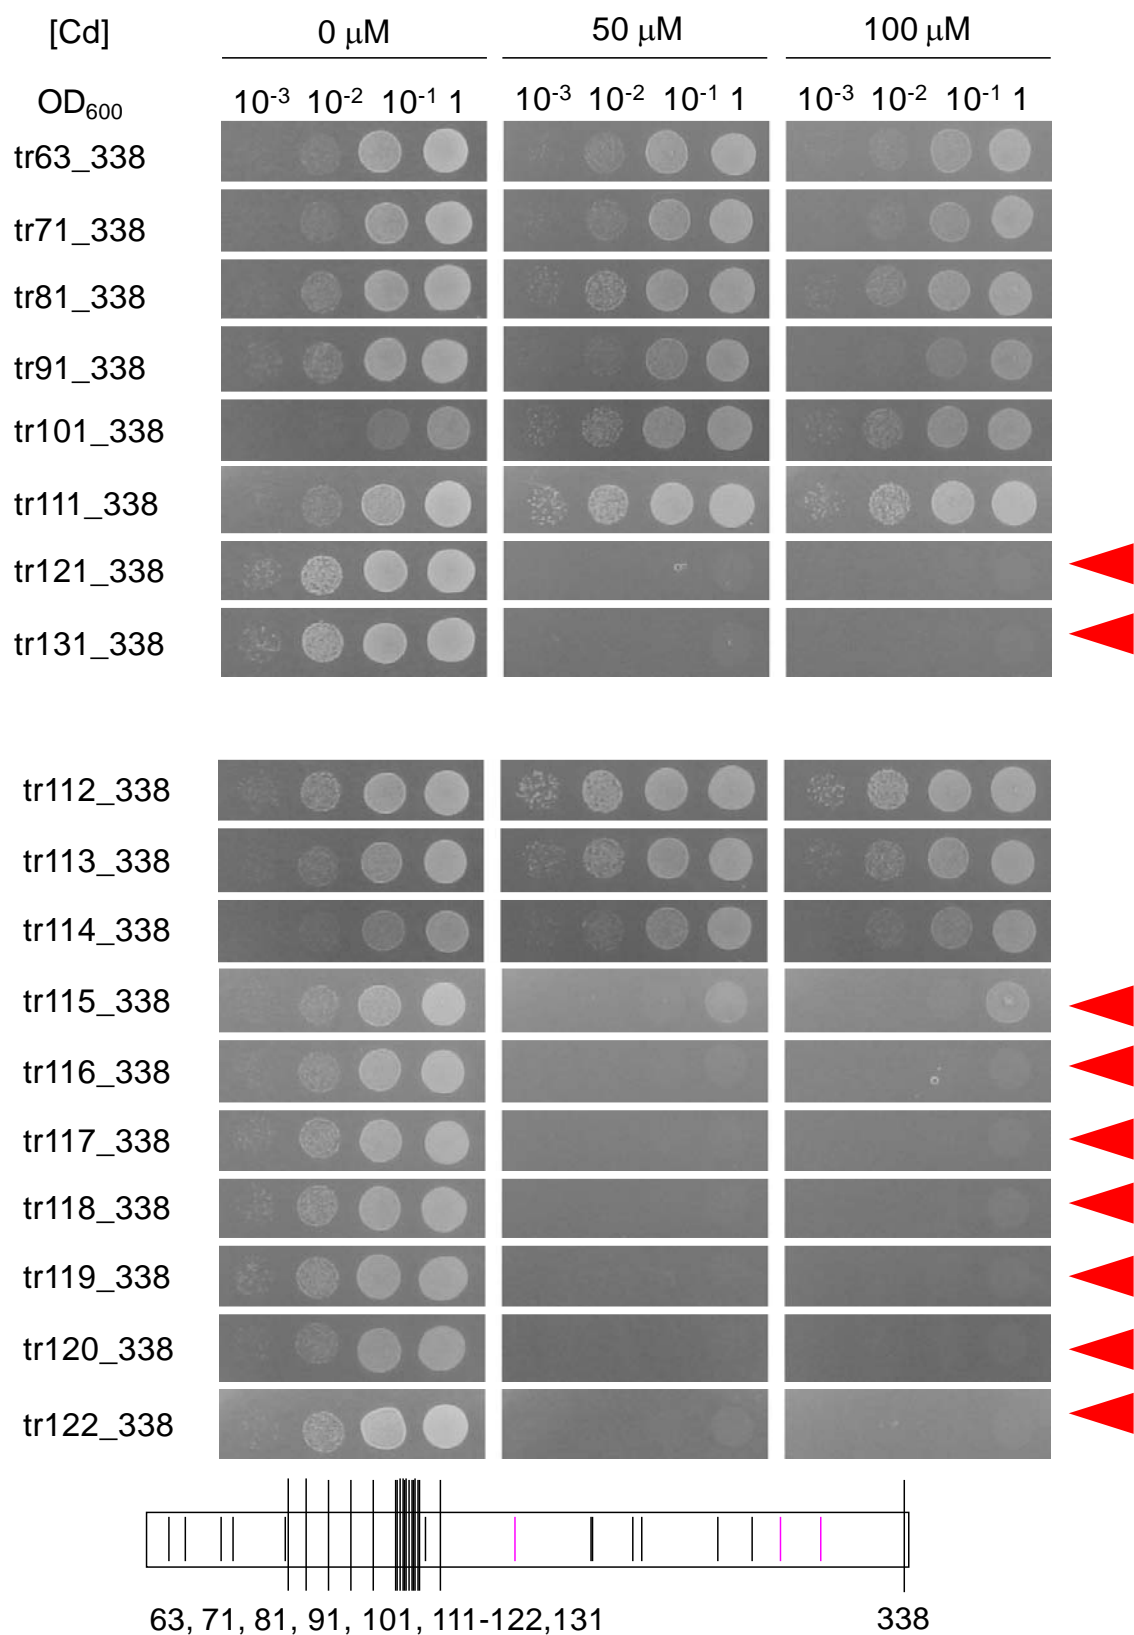 [Cd] 0 μM 50 μM 100 μM
OD₆₀₀ 10⁻³ 10⁻² 10⁻¹ 1 10⁻³ 10⁻² 10⁻¹ 1 10⁻³ 10⁻² 10⁻¹ 1
tr63_338
tr71_338
tr81_338
tr91_338
tr101_338
tr111_338
tr121_338
tr131_338
tr112_338
tr113_338
tr114_338
tr115_338
tr116_338
tr117_338
tr118_338
tr119_338
tr120_338
tr122_338
63, 71, 81, 91, 101, 111-122,131 338